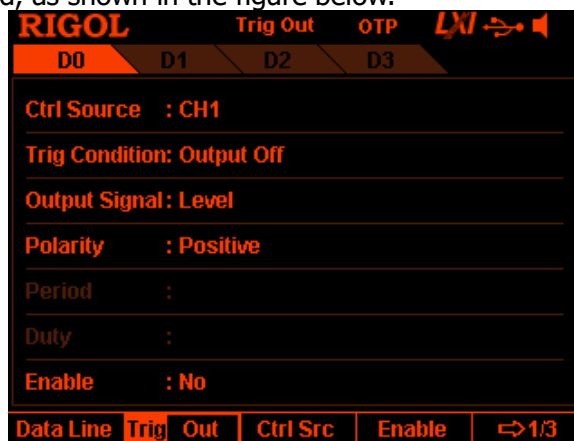 d, as shown in the figure below.
RIGOL Trig Out OTP LXI
D0 D1 D2 D3
Ctrl Source : CH1
Trig Condition: Output Off
Output Signal: Level
Polarity : Positive
Period :
Duty :
Enable : No
Data Line Trig Out Ctrl Src Enable ⇨1/3